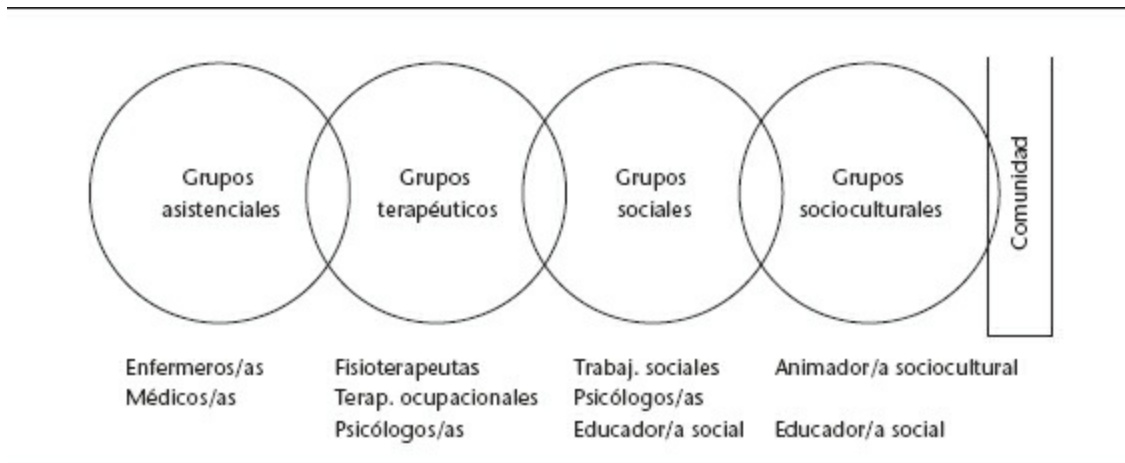 Grupos
asistenciales
Grupos
terapéuticos
Grupos
sociales
Grupos
socioculturales
Comunidad
Enfermeros/as
Médicos/as
Fisioterapeutas
Terap. ocupacionales
Psicólogos/as
Trabaj. sociales
Psicólogos/as
Educador/a social
Animador/a sociocultural
Educador/a social